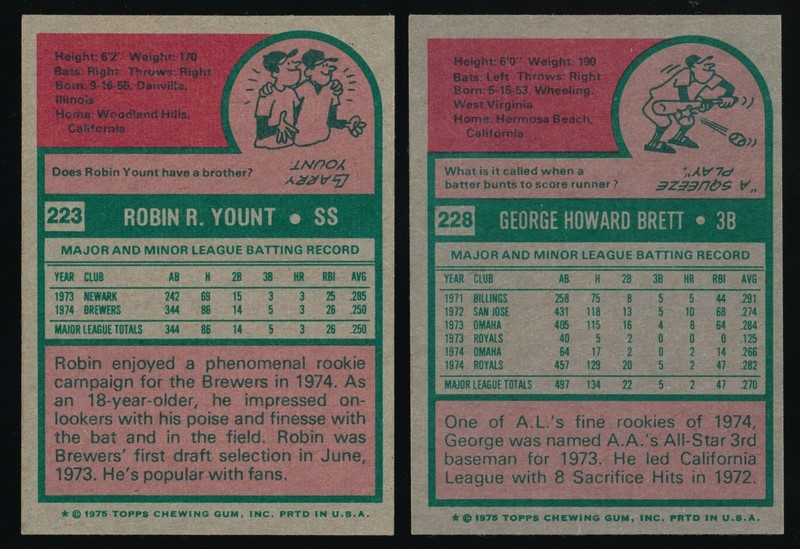 Height: 6'2" Weight: 170
Bats: Right Throws: Right
Born: 9-16-55, Danville,
Illinois
Home: Woodland Hills,
California
Does Robin Yount have a brother?
LARRY
YOUNT
223 ROBIN R. YOUNT • SS
MAJOR AND MINOR LEAGUE BATTING RECORD
YEAR CLUB AB H 2B 3B HR RBI AVG
1973 NEWARK 242 69 15 3 3 25 .285
1974 BREWERS 344 86 14 5 3 26 .250
MAJOR LEAGUE TOTALS 344 86 14 5 3 26 .250
Robin enjoyed a phenomenal rookie
campaign for the Brewers in 1974. As
an 18-year-older, he impressed on-
lookers with his poise and finesse with
the bat and in the field. Robin was
Brewers' first draft selection in June,
1973. He's popular with fans.
* © 1975 TOPPS CHEWING GUM, INC. PRTD IN U.S.A.
Height: 6'0" Weight: 190
Bats: Left Throws: Right
Born: 5-15-53, Wheeling,
West Virginia
Home: Hermosa Beach,
California
What is it called when a
batter bunts to score runner?
"A SQUEEZE
PLAY".
228 GEORGE HOWARD BRETT • 3B
MAJOR AND MINOR LEAGUE BATTING RECORD
YEAR CLUB AB H 2B 3B HR RBI AVG
1971 BILLINGS 258 75 8 5 5 44 .291
1972 SAN JOSE 431 118 13 5 10 68 .274
1973 OMAHA 405 115 16 4 8 64 .284
1973 ROYALS 40 5 2 0 0 0 .125
1974 OMAHA 64 17 2 0 2 14 .266
1974 ROYALS 457 129 20 5 2 47 .282
MAJOR LEAGUE TOTALS 497 134 22 5 2 47 .270
One of A.L.'s fine rookies of 1974,
George was named A.A.'s All-Star 3rd
baseman for 1973. He led California
League with 8 Sacrifice Hits in 1972.
* © 1975 TOPPS CHEWING GUM, INC. PRTD IN U.S.A.